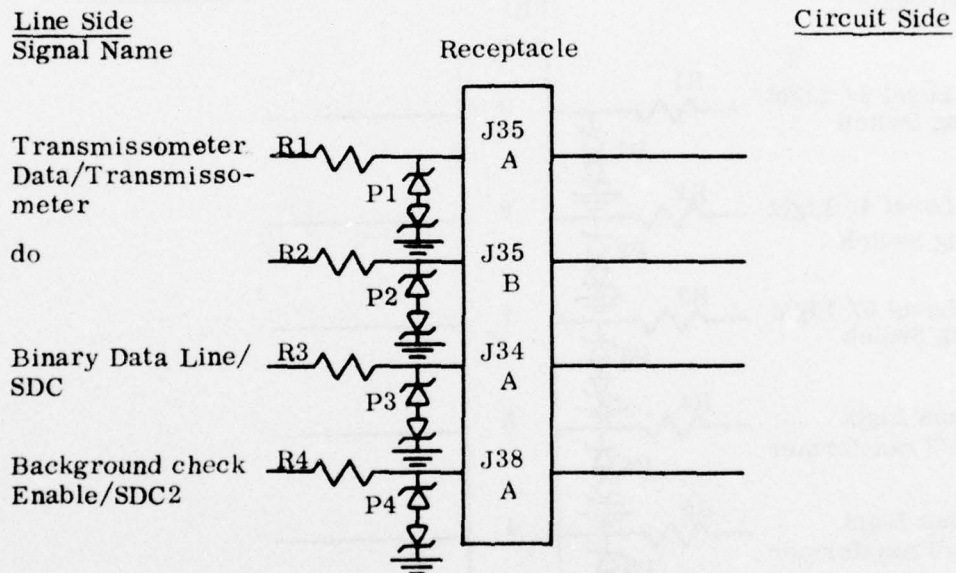 Line Side
Signal Name
Receptacle
Circuit Side
Transmissometer
Data/Transmisso-
meter
R1
P1
J35
A
do
R2
P2
J35
B
Binary Data Line/
SDC
R3
P3
J34
A
Background check
Enable/SDC2
R4
P4
J38
A